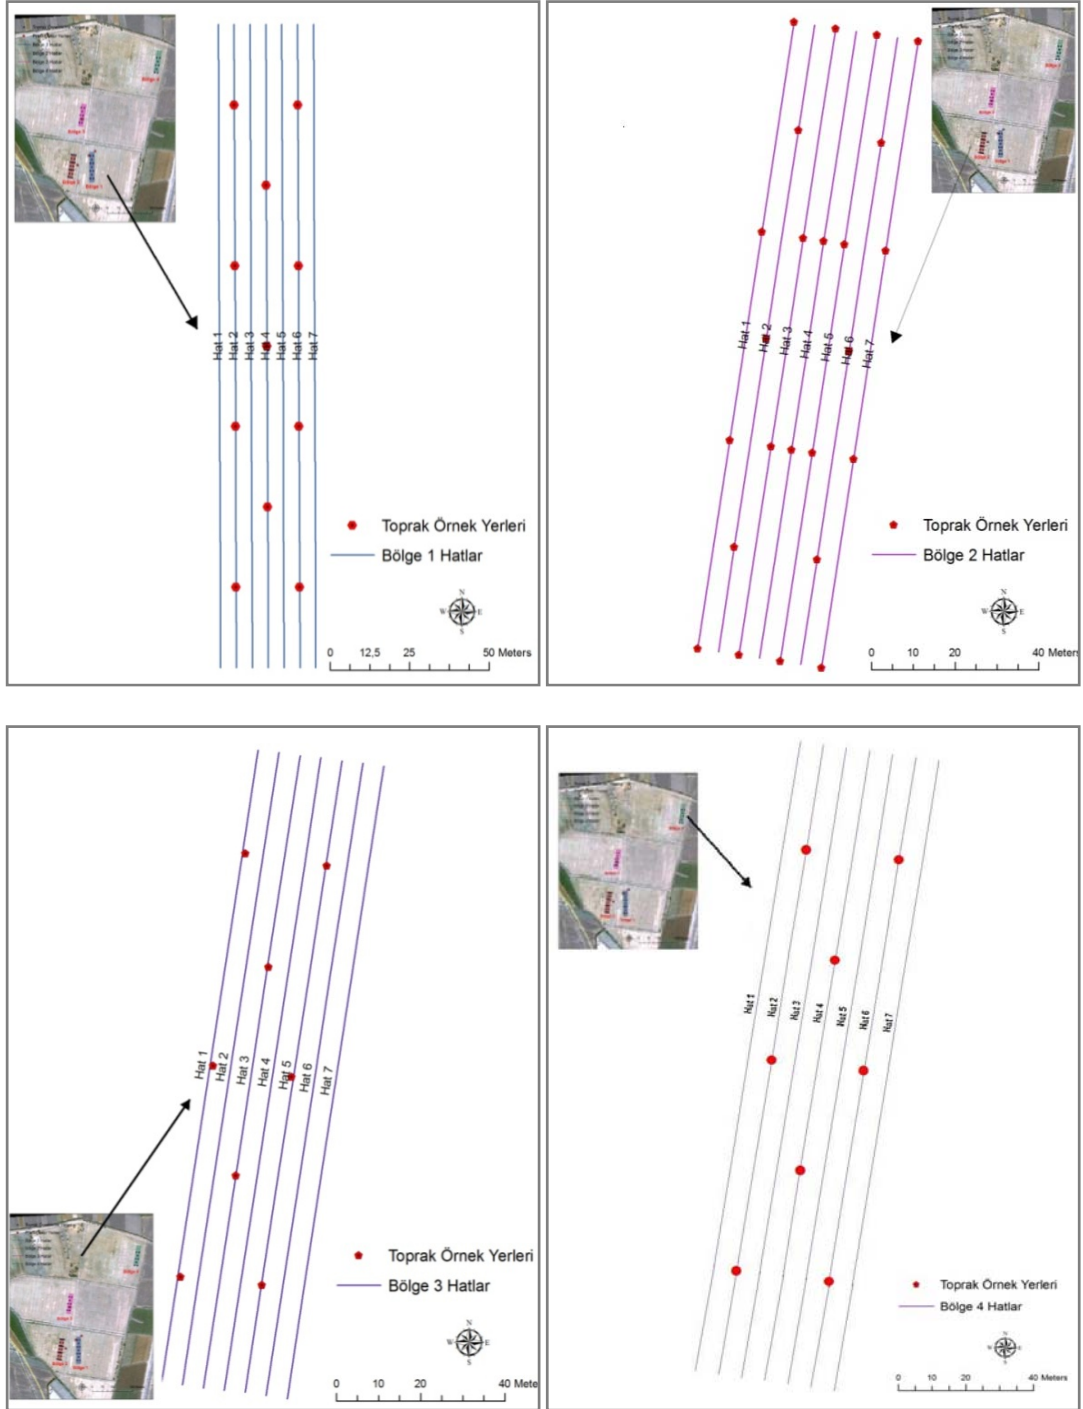 Hat 1
Hat 2
Hat 3
Hat 4
Hat 5
Hat 6
Hat 7
Toprak Örnek Yerleri
Bölge 1 Hatlar
N
W E
S
0 12,5 25 50 Meters
Hat 1
Hat 2
Hat 3
Hat 4
Hat 5
Hat 6
Hat 7
Toprak Örnek Yerleri
Bölge 2 Hatlar
N
W E
S
0 10 20 40 Meters
Hat 1
Hat 2
Hat 3
Hat 4
Hat 5
Hat 6
Hat 7
Toprak Örnek Yerleri
Bölge 3 Hatlar
N
W E
S
0 10 20 40 Mete
Hat 1
Hat 2
Hat 3
Hat 4
Hat 5
Hat 6
Hat 7
Toprak Örnek Yerleri
Bölge 4 Hatlar
N
W E
S
0 10 20 40 Meters